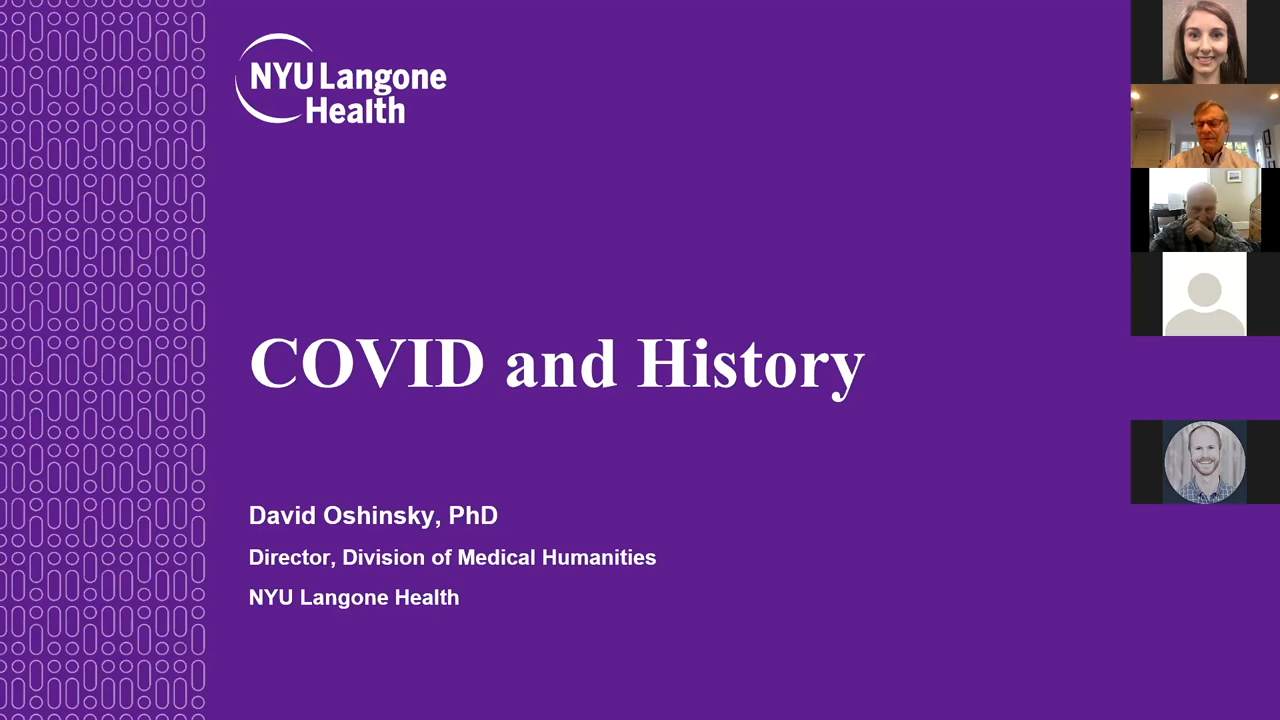 NYU Langone
Health
COVID and History
David Oshinsky, PhD
Director, Division of Medical Humanities
NYU Langone Health